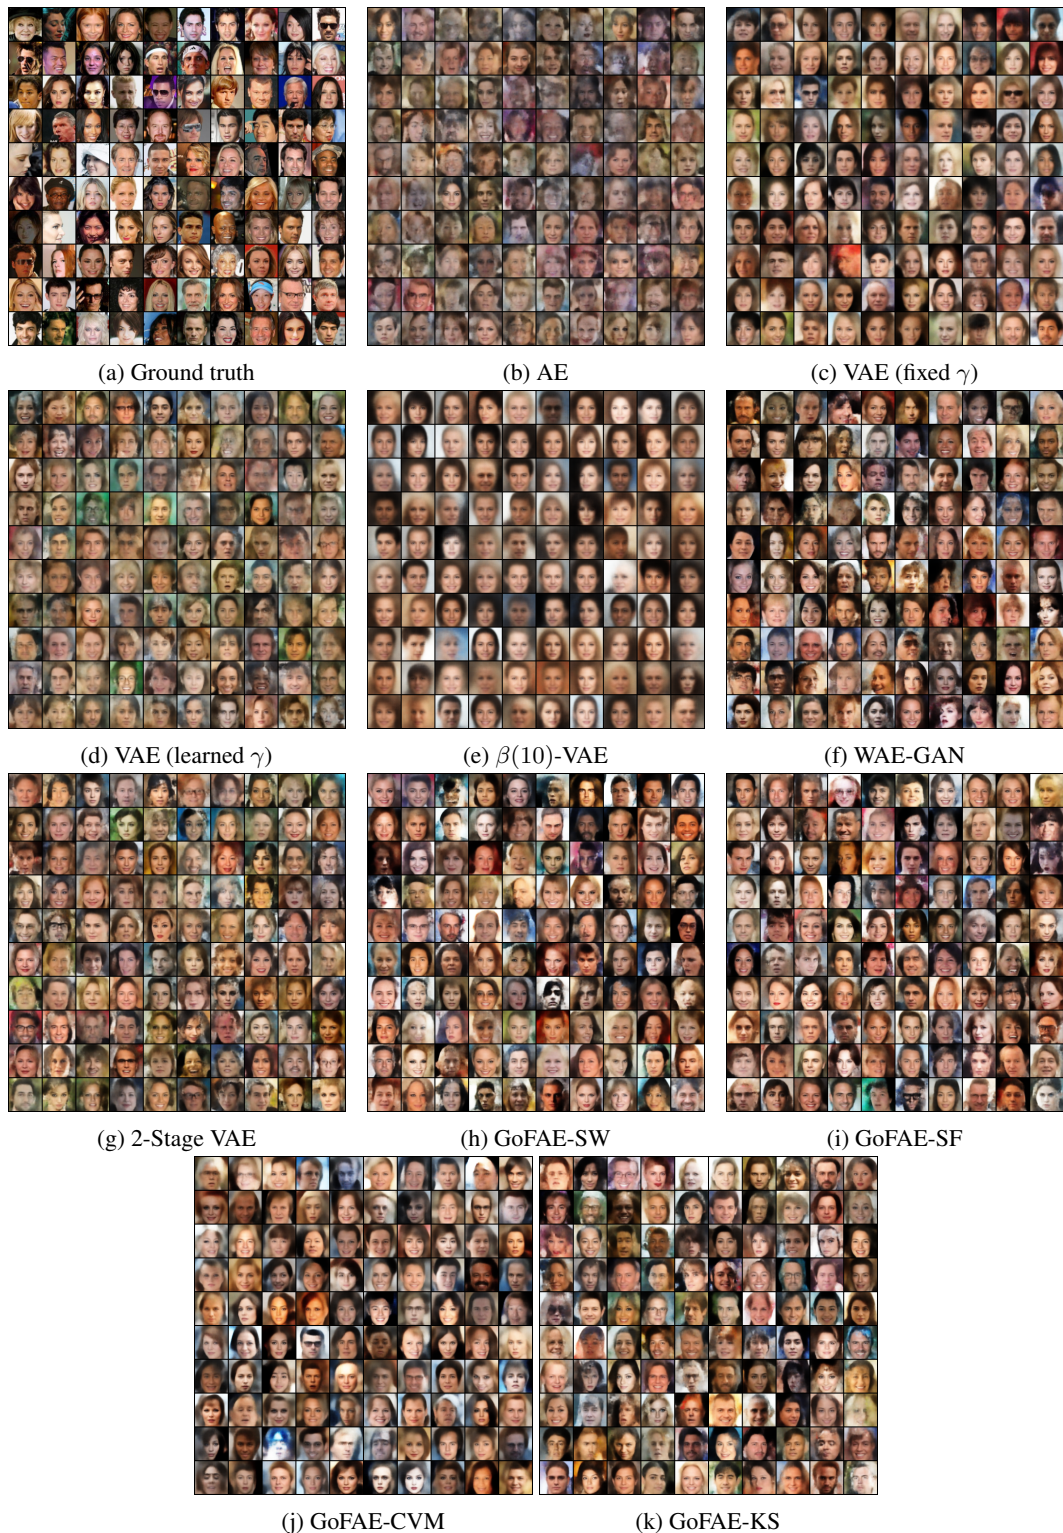 (a) Ground truth
(b) AE
(c) VAE (fixed γ)
(d) VAE (learned γ)
(e) β(10)-VAE
(f) WAE-GAN
(g) 2-Stage VAE
(h) GoFAE-SW
(i) GoFAE-SF
(j) GoFAE-CVM
(k) GoFAE-KS